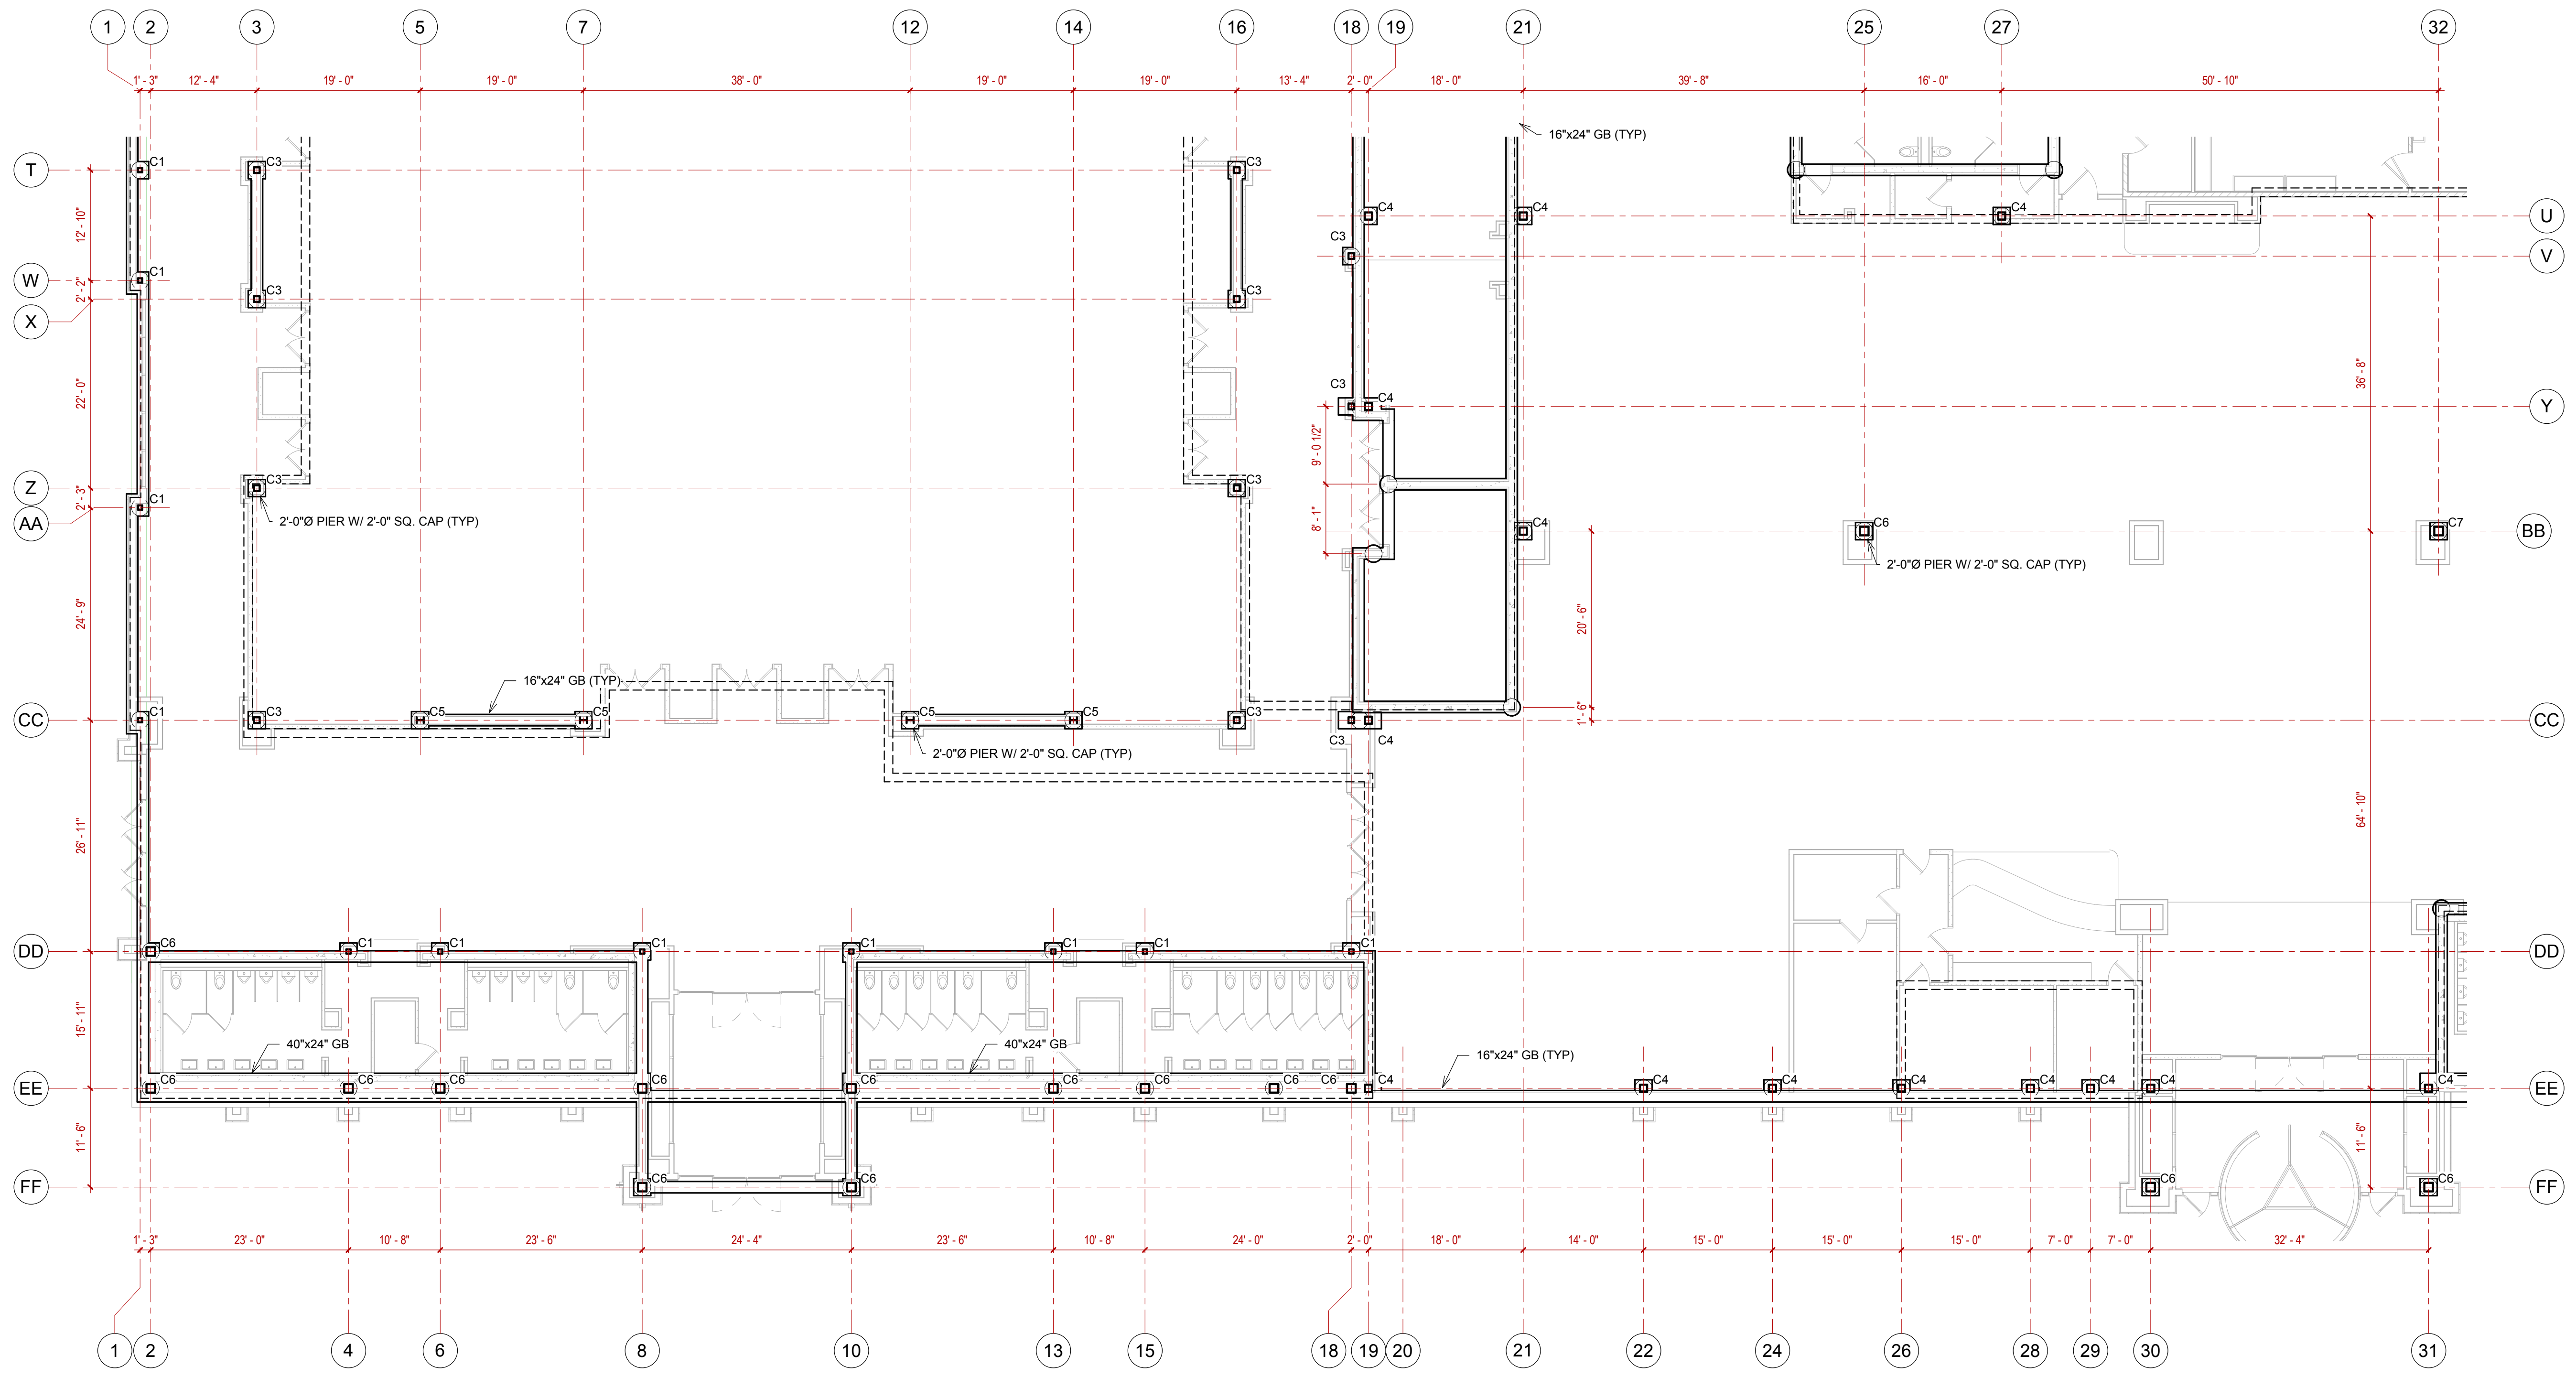 1 2 3 5 7 12 14 16 18 19 21 25 27 32
1' - 3" 12' - 4" 19' - 0" 19' - 0" 38' - 0" 19' - 0" 19' - 0" 13' - 4" 2' - 0" 18' - 0" 39' - 8" 16' - 0" 50' - 10"
16"x24" GB (TYP)
T C1 C3 C3
C4 C4 C4 U
12' - 10"
C3
V
W C1
2' - 2"
C3 C3
X
36' - 8"
22' - 0"
C3 C4
Y
9' - 0 1/2"
Z C3 C3
2' - 3" C1
AA
2'-0"Ø PIER W/ 2'-0" SQ. CAP (TYP)
8' - 1"
C4 C6 C7 BB
2'-0"Ø PIER W/ 2'-0" SQ. CAP (TYP)
24' - 9"
20' - 6"
16"x24" GB (TYP)
CC C1 C3 C5 C5 C5 C5 C3 1' - 6" CC
C3 C4
2'-0"Ø PIER W/ 2'-0" SQ. CAP (TYP)
64' - 10"
26' - 11"
DD C6 C1 C1 C1 C1 C1 C1 C1 DD
15' - 11"
40"x24" GB 40"x24" GB
16"x24" GB (TYP)
EE C6 C6 C6 C6 C6 C6 C6 C6 C6 C4 C4 C4 C4 C4 C4 C4 C4 EE
11' - 6" 11' - 6"
FF C6 C6 C6 C6 FF
1' - 3" 23' - 0" 10' - 8" 23' - 6" 24' - 4" 23' - 6" 10' - 8" 24' - 0" 2' - 0" 18' - 0" 14' - 0" 15' - 0" 15' - 0" 15' - 0" 7' - 0" 7' - 0" 32' - 4"
1 2 4 6 8 10 13 15 18 19 20 21 22 24 26 28 29 30 31